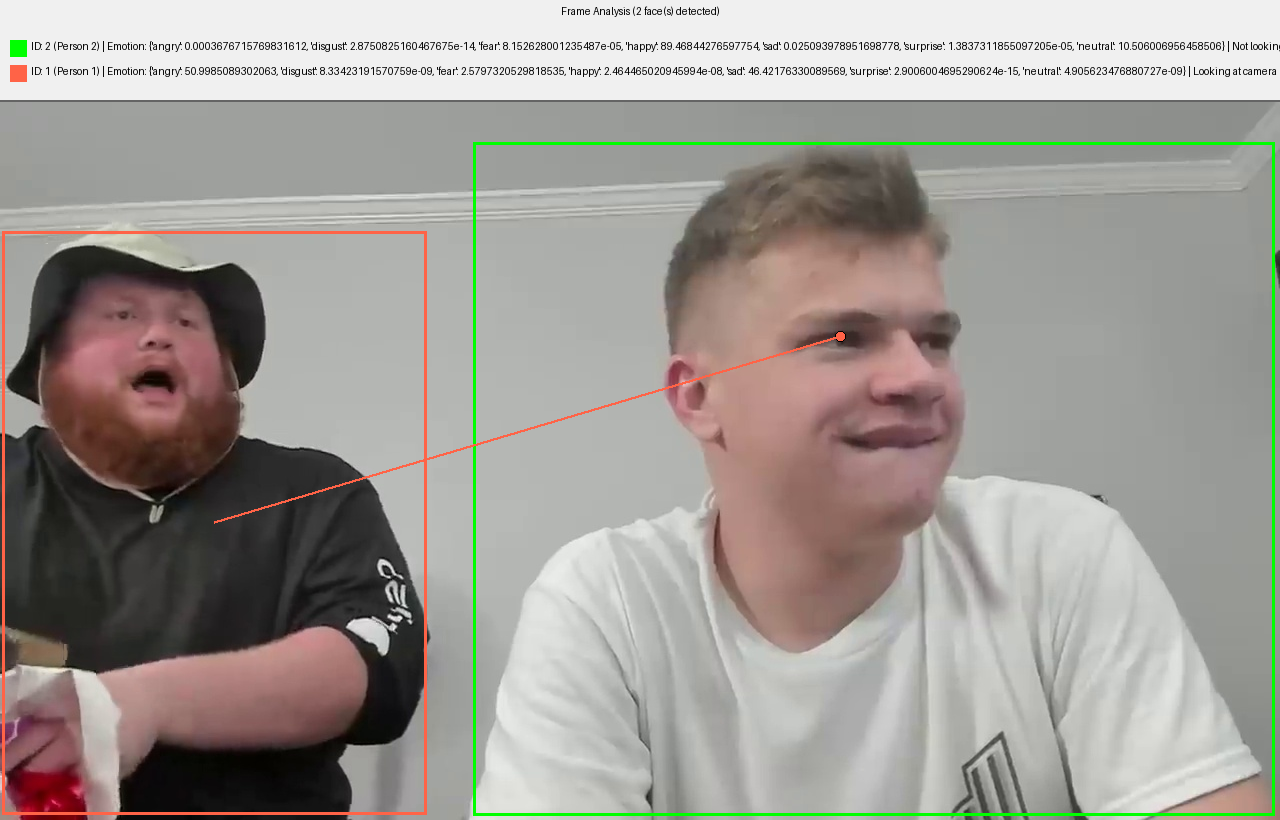 Frame Analysis (2 face(s) detected)
ID: 2 (Person 2) | Emotion: {'angry': 0.0003676715769831612, 'disgust': 2.8750825160467675e-14, 'fear': 8.152628001235487e-05, 'happy': 89.46844276597754, 'sad': 0.025093978951698778, 'surprise': 1.3837311855097205e-05, 'neutral': 10.506006956458506} | Not looking
ID: 1 (Person 1) | Emotion: {'angry': 50.9985089302063, 'disgust': 8.33423191570759e-09, 'fear': 2.5797320529818535, 'happy': 2.464465020945994e-08, 'sad': 46.42176330089569, 'surprise': 2.9006004695290624e-15, 'neutral': 4.905623476880727e-09} | Looking at camera